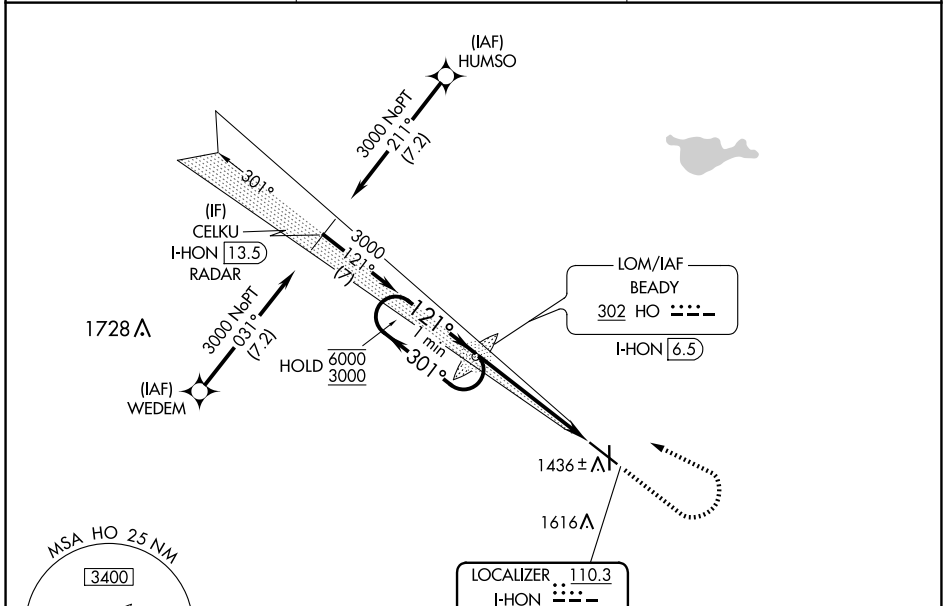 (IAF)
HUMSO
3000 NoPT
211°
(7.2)
301°
(IF)
CELKU
I-HON 13.5
RADAR
3000
121°
(7)
LOM/IAF
BEADY
302 HO
I-HON 6.5
121°
1 min
301°
1728
3000 NoPT
031°
(7.2)
HOLD 6000
3000
(IAF)
WEDEM
1436 ±
1616
MSA HO 25 NM
3400
LOCALIZER 110.3
I-HON